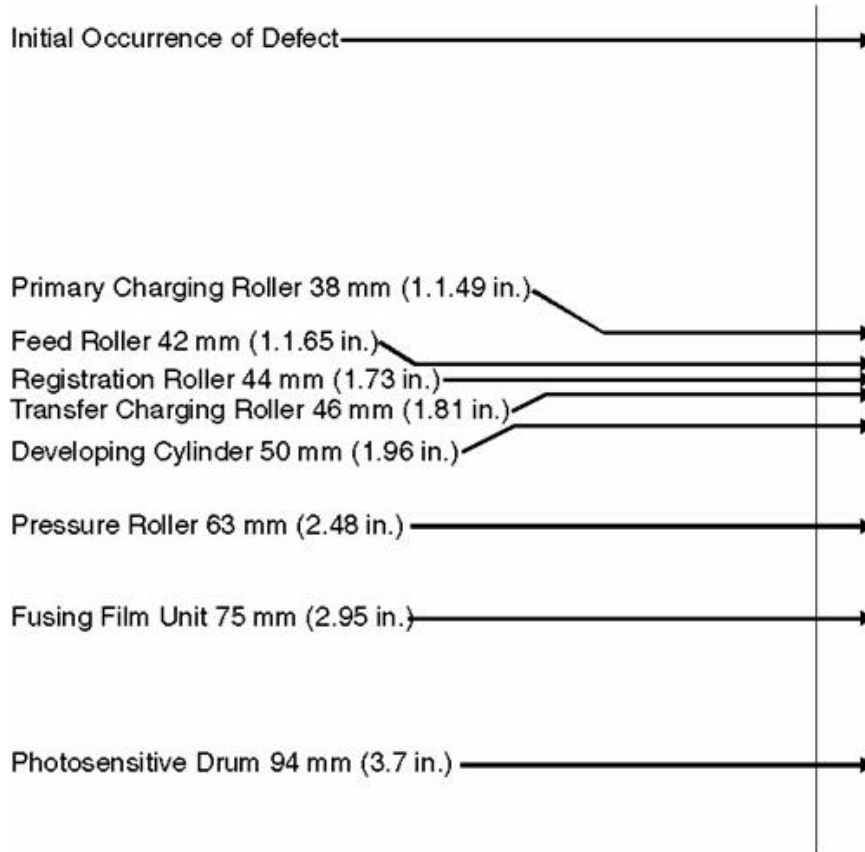 Initial Occurrence of Defect
Primary Charging Roller 38 mm (1.1.49 in.)
Feed Roller 42 mm (1.1.65 in.)
Registration Roller 44 mm (1.73 in.)
Transfer Charging Roller 46 mm (1.81 in.)
Developing Cylinder 50 mm (1.96 in.)
Pressure Roller 63 mm (2.48 in.)
Fusing Film Unit 75 mm (2.95 in.)
Photosensitive Drum 94 mm (3.7 in.)